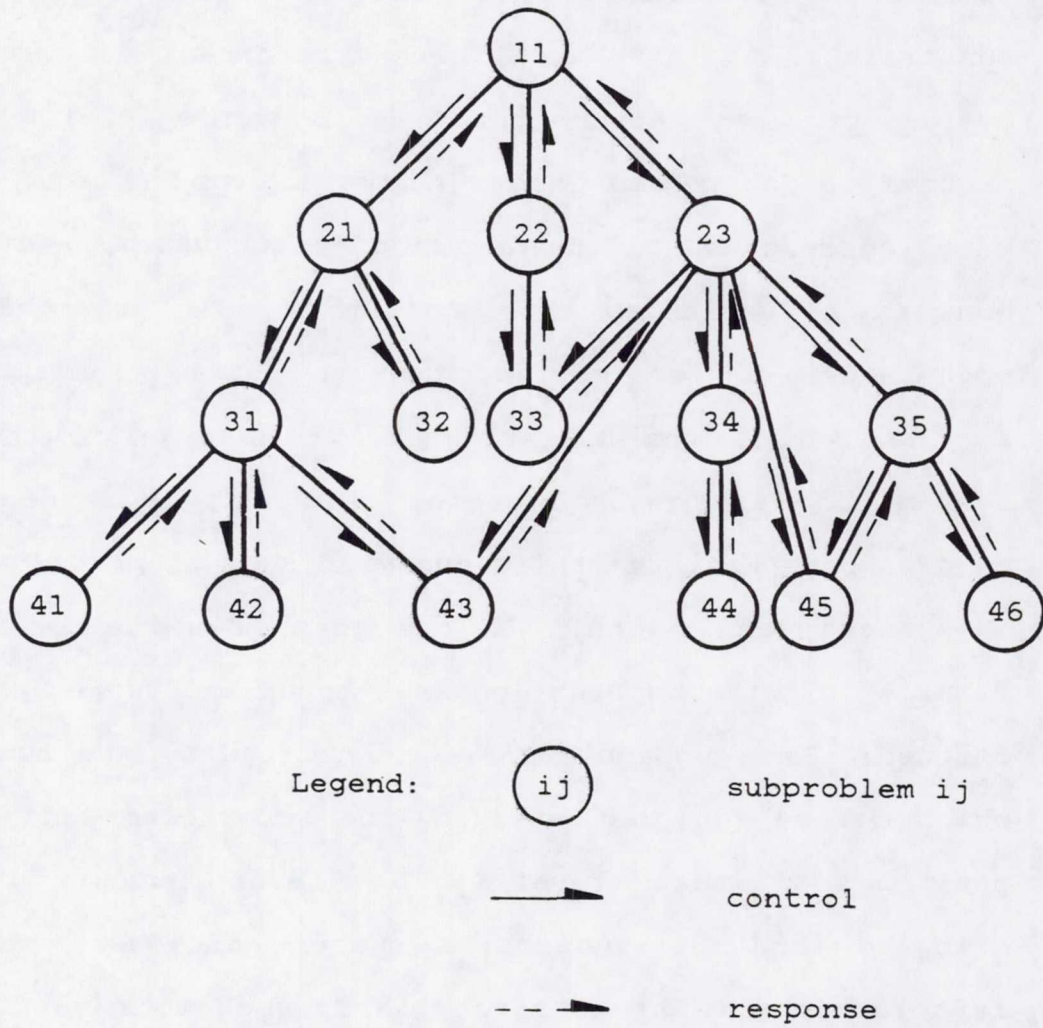 11
21 22 23
31 32 33 34 35
41 42 43 44 45 46
Legend: ij subproblem ij
control
response